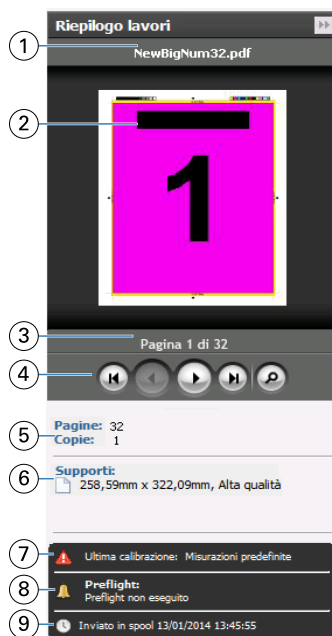 Riepilogo lavori
1
NewBigNum32.pdf
2
1
3
Pagina 1 di 32
4
5
Pagine: 32
Copie: 1
6
Supporti:
258,59mm x 322,09mm, Alta qualità
7
Ultima calibrazione: Misurazioni predefinite
8
Preflight:
Preflight non eseguito
9
Inviato in spool 13/01/2014 13:45:55